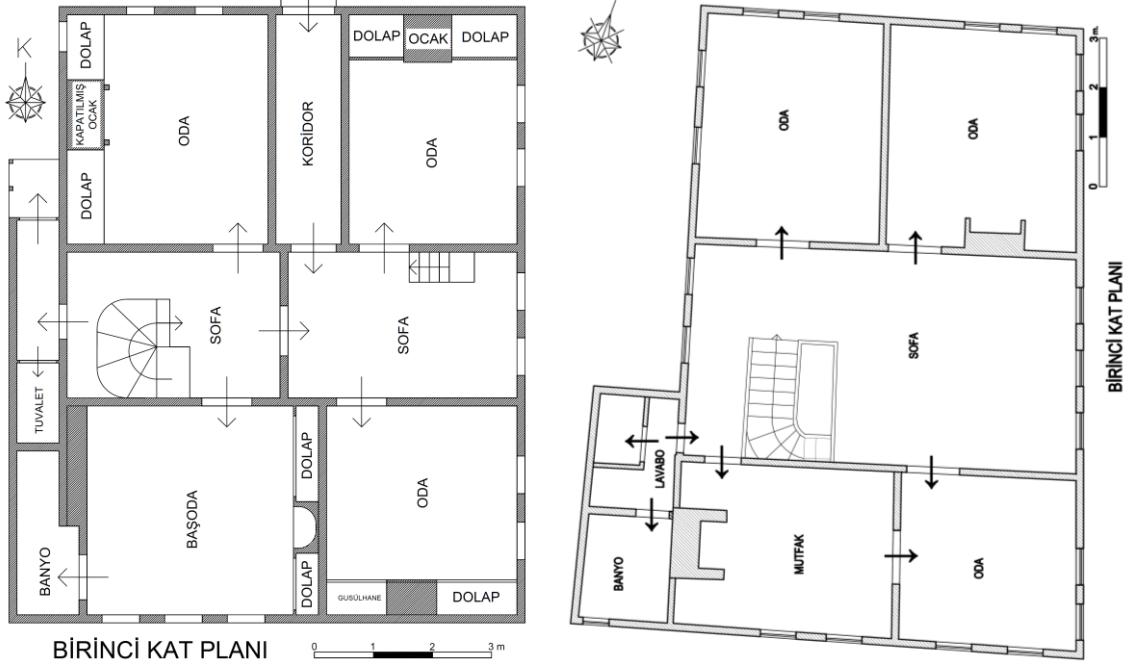 DOLAP
KAPATILMIŞ
OCAK
DOLAP
ODA
KORİDOR
DOLAP
OCAK
DOLAP
ODA
K
SOFA
SOFA
TUVALET
BANYO
BAŞODA
DOLAP
DOLAP
ODA
GUSÜLHANE
DOLAP
BİRİNCİ KAT PLANI
0 1 2 3 m
ODA
ODA
SOFA
LAVABO
BANYO
MUTFAK
ODA
0 1 2 3 m.
BİRİNCİ KAT PLANI